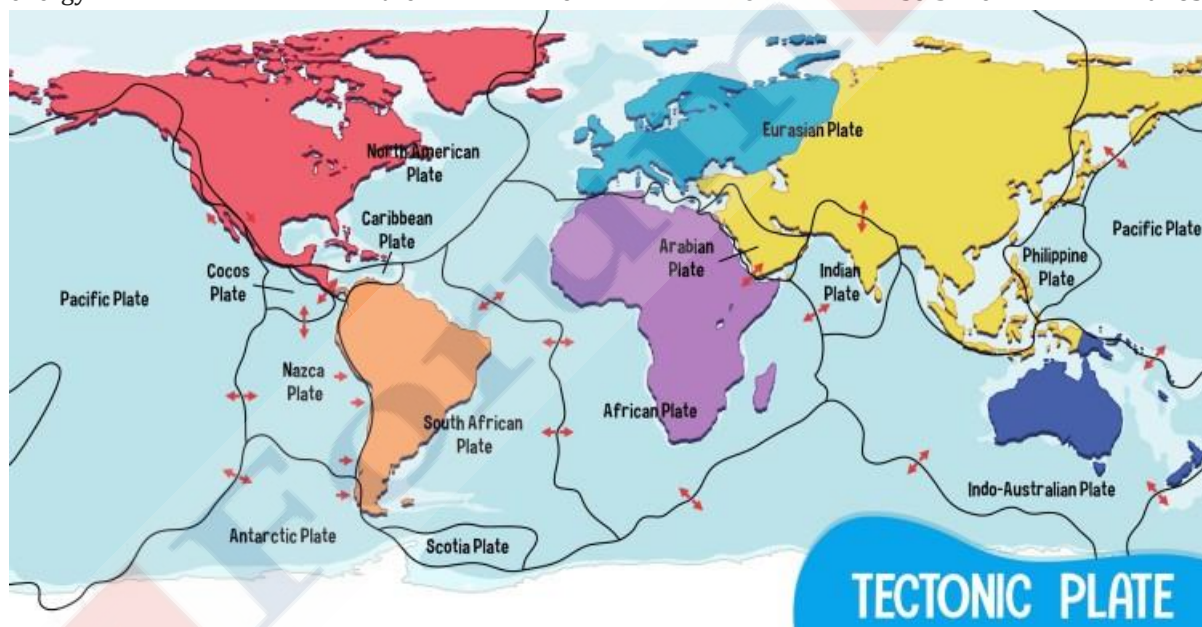 North American
Plate
Eurasian Plate
Caribbean
Plate
Arabian
Plate
Pacific Plate
Cocos
Plate
Indian
Plate
Philippine
Plate
Pacific Plate
Nazca
Plate
South African
Plate
African Plate
Indo-Australian Plate
Antarctic Plate
Scotia Plate
TECTONIC PLATE